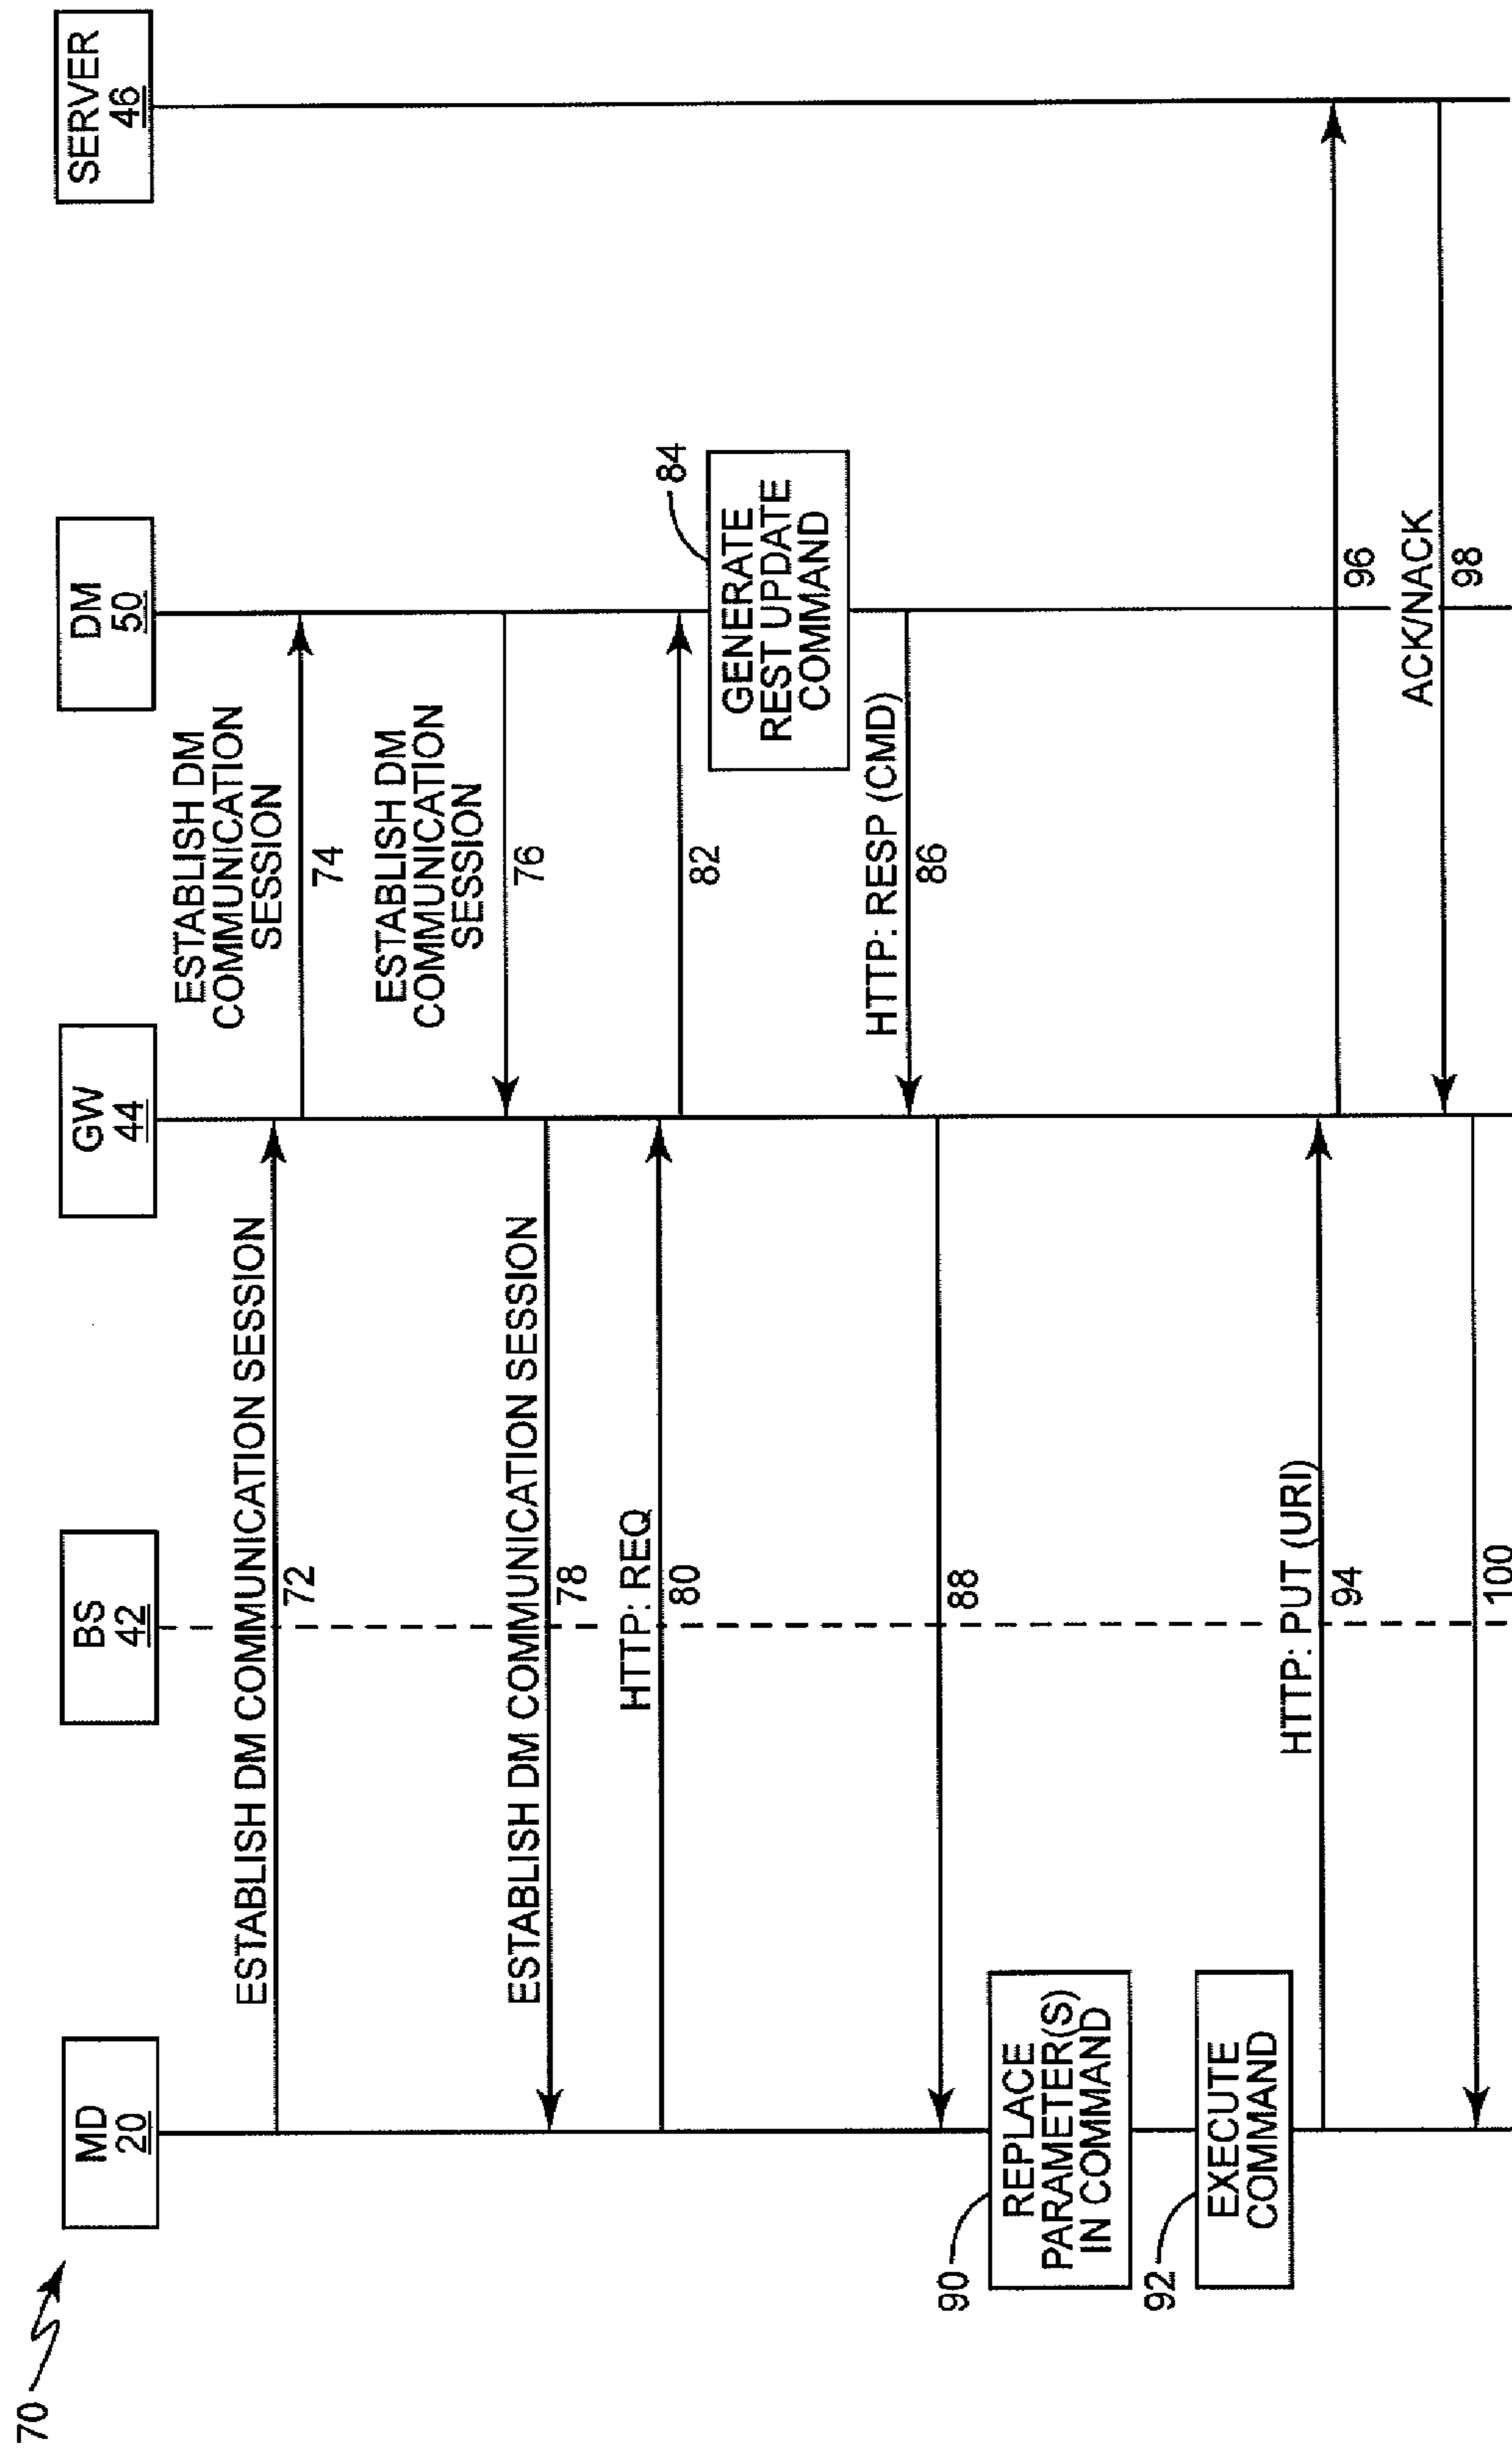 70
MD
20
BS
42
GW
44
DM
50
SERVER
46
ESTABLISH DM COMMUNICATION SESSION
72
ESTABLISH DM
COMMUNICATION
SESSION
74
ESTABLISH DM
COMMUNICATION
SESSION
76
ESTABLISH DM COMMUNICATION SESSION
78
HTTP: REQ
80
82
84
GENERATE
REST UPDATE
COMMAND
HTTP: RESP (CMD)
86
88
90
REPLACE
PARAMETER(S)
IN COMMAND
92
EXECUTE
COMMAND
HTTP: PUT (URI)
94
96
ACK/NACK
98
100